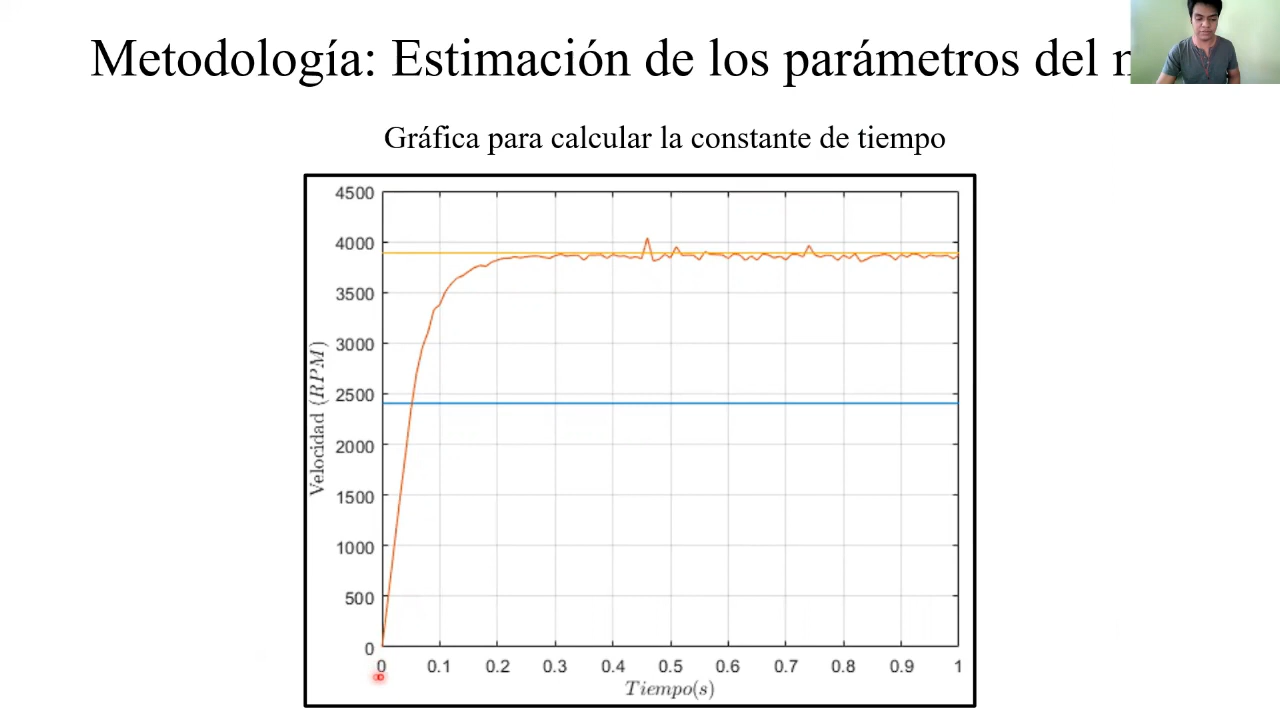 Metodología: Estimación de los parámetros del
Gráfica para calcular la constante de tiempo
4500
4000
3500
3000
2500
2000
1500
1000
500
0
Velocidad (RPM)
0 0.1 0.2 0.3 0.4 0.5 0.6 0.7 0.8 0.9 1
Tiempo(s)